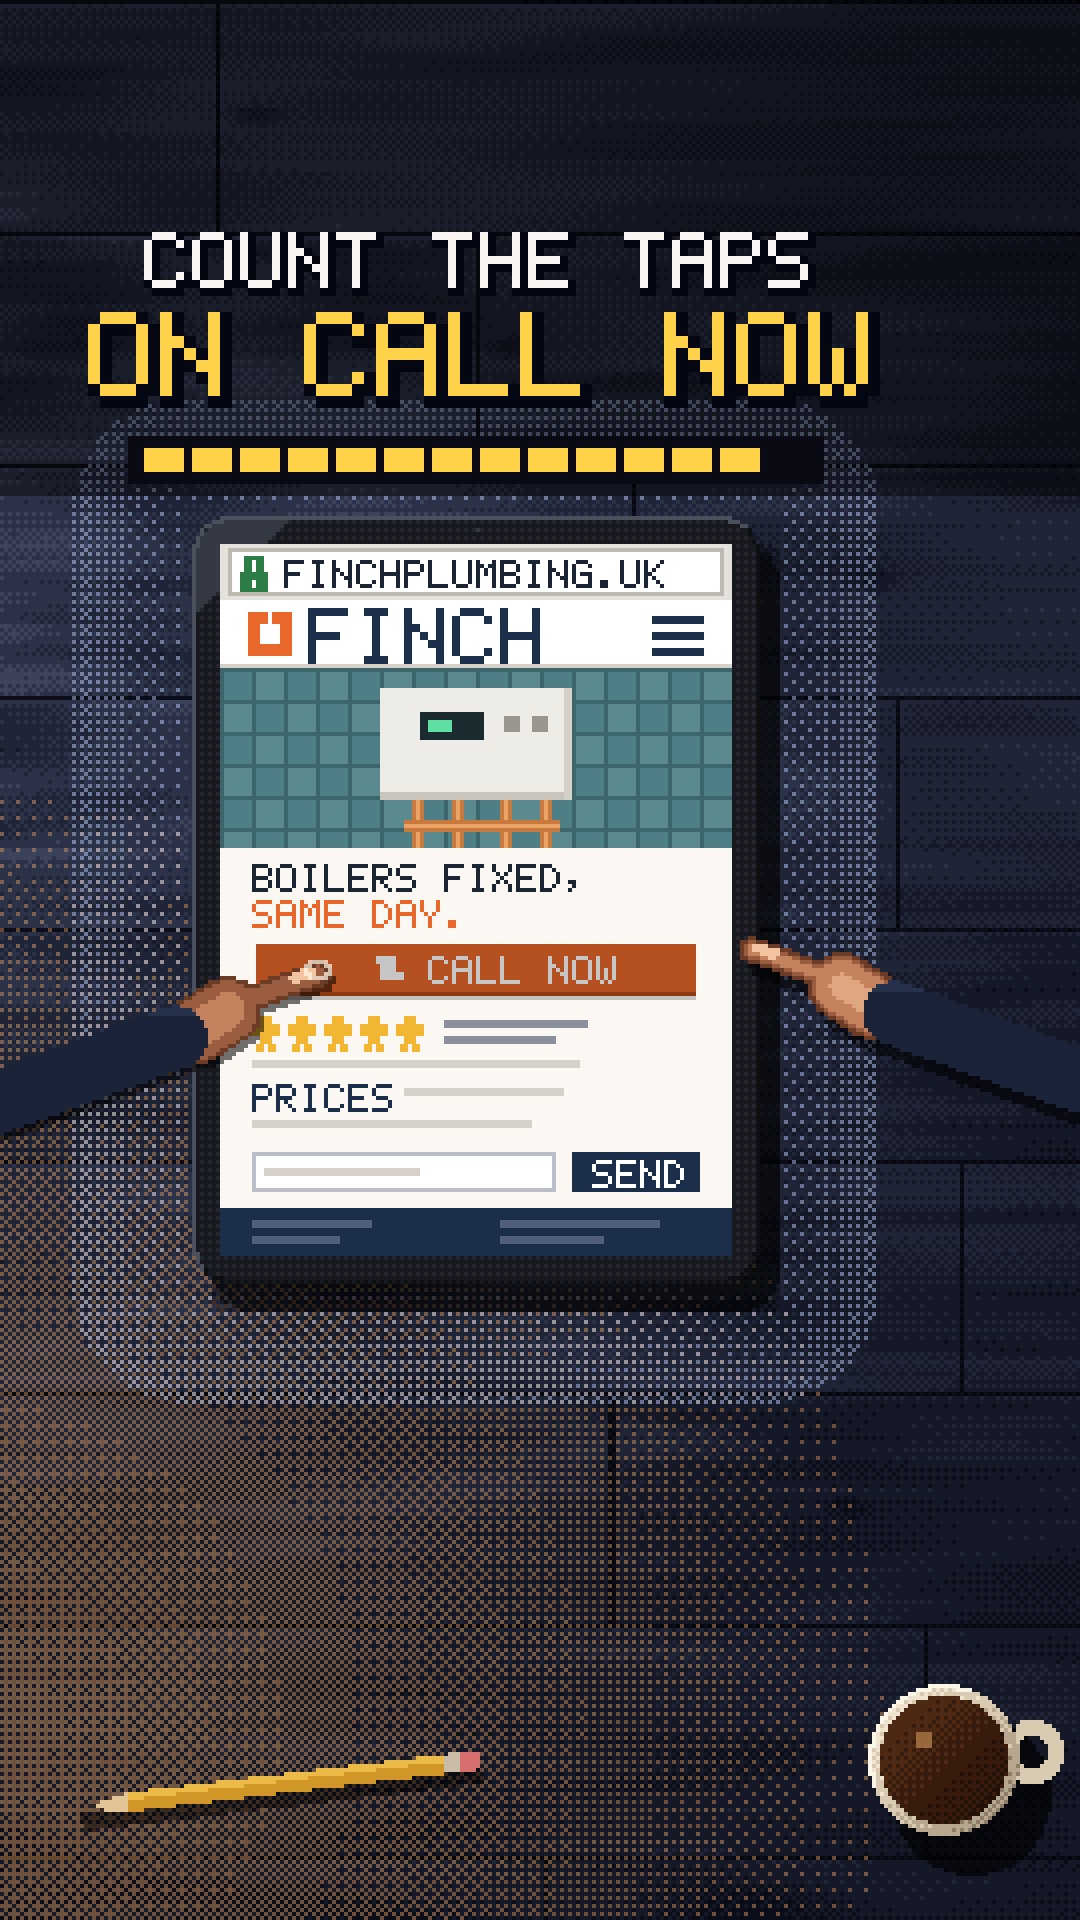 COUNT THE TAPS
ON CALL NOW
FINCHPLUMBING.UK
FINCH
BOILERS FIXED,
SAME DAY.
CALL NOW
PRICES
SEND